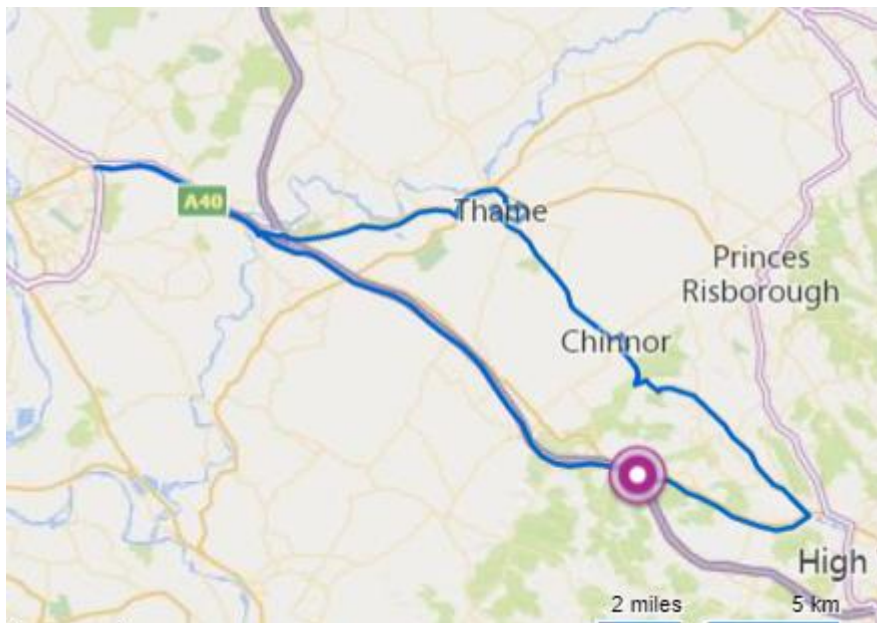 A40
Thame
Princes
Risborough
Chinnor
High
2 miles
5 km